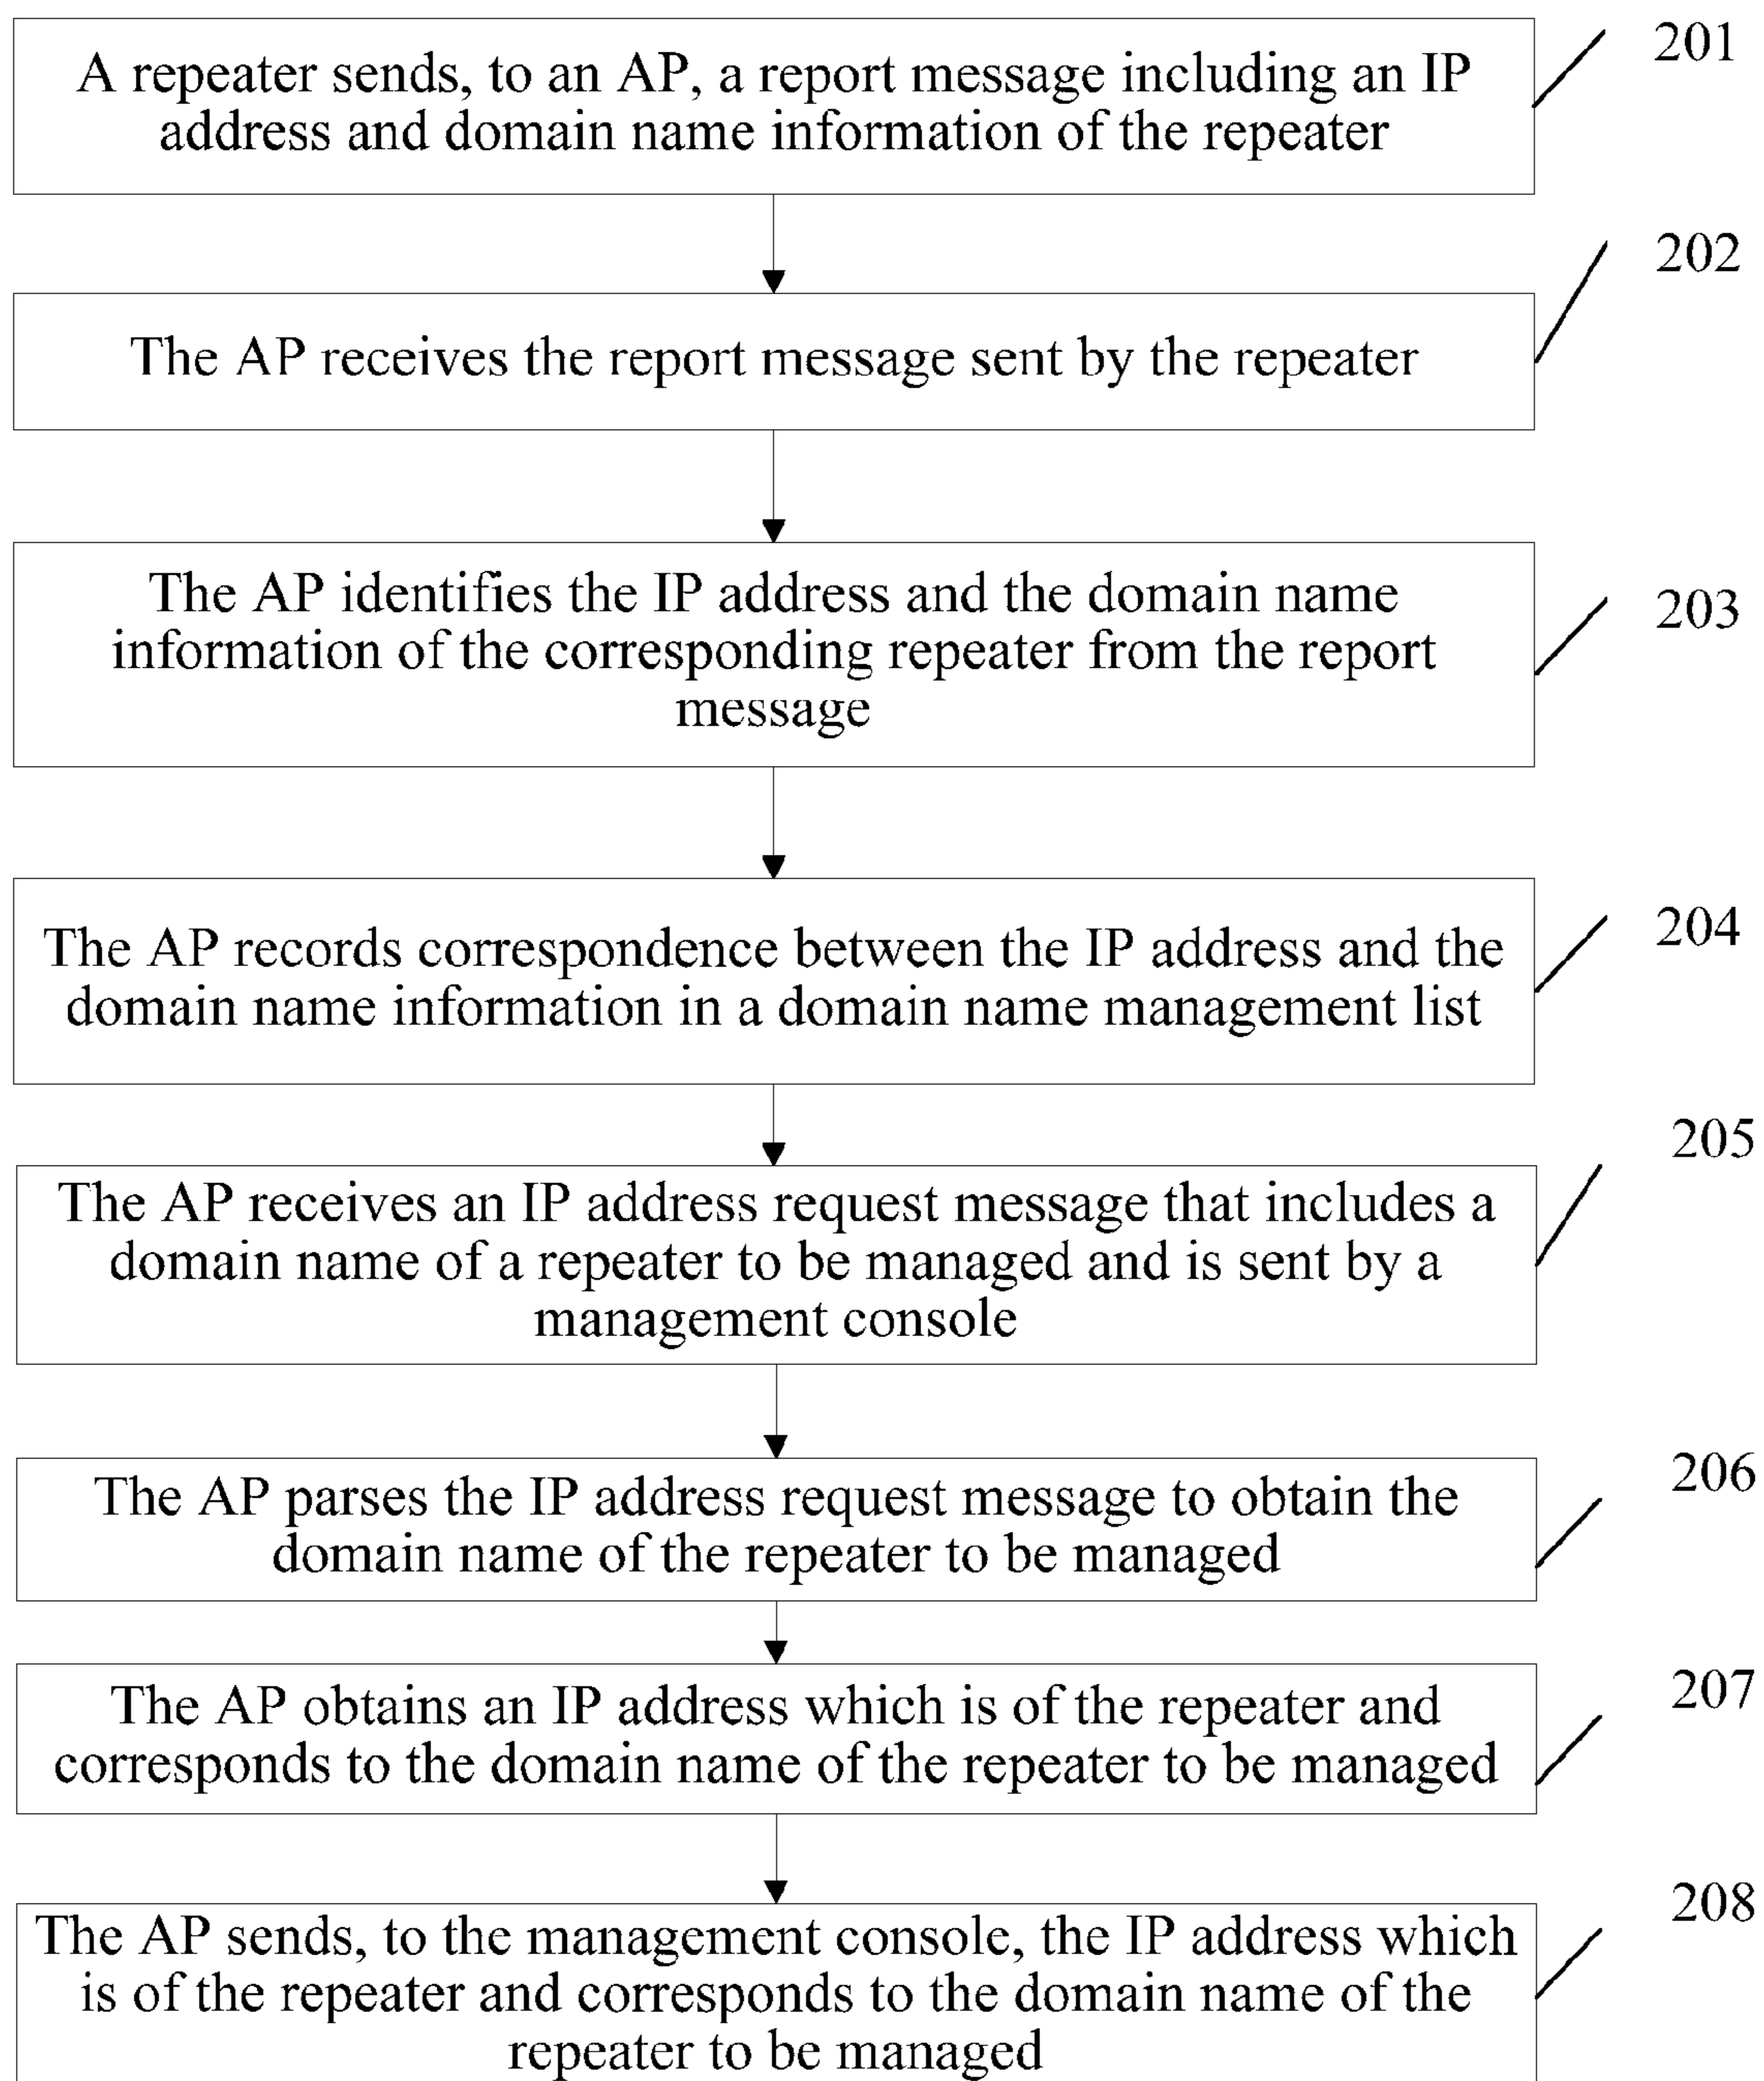 A repeater sends, to an AP, a report message including an IP
address and domain name information of the repeater
201
The AP receives the report message sent by the repeater
202
The AP identifies the IP address and the domain name
information of the corresponding repeater from the report
message
203
The AP records correspondence between the IP address and the
domain name information in a domain name management list
204
The AP receives an IP address request message that includes a
domain name of a repeater to be managed and is sent by a
management console
205
The AP parses the IP address request message to obtain the
domain name of the repeater to be managed
206
The AP obtains an IP address which is of the repeater and
corresponds to the domain name of the repeater to be managed
207
The AP sends, to the management console, the IP address which
is of the repeater and corresponds to the domain name of the
repeater to be managed
208